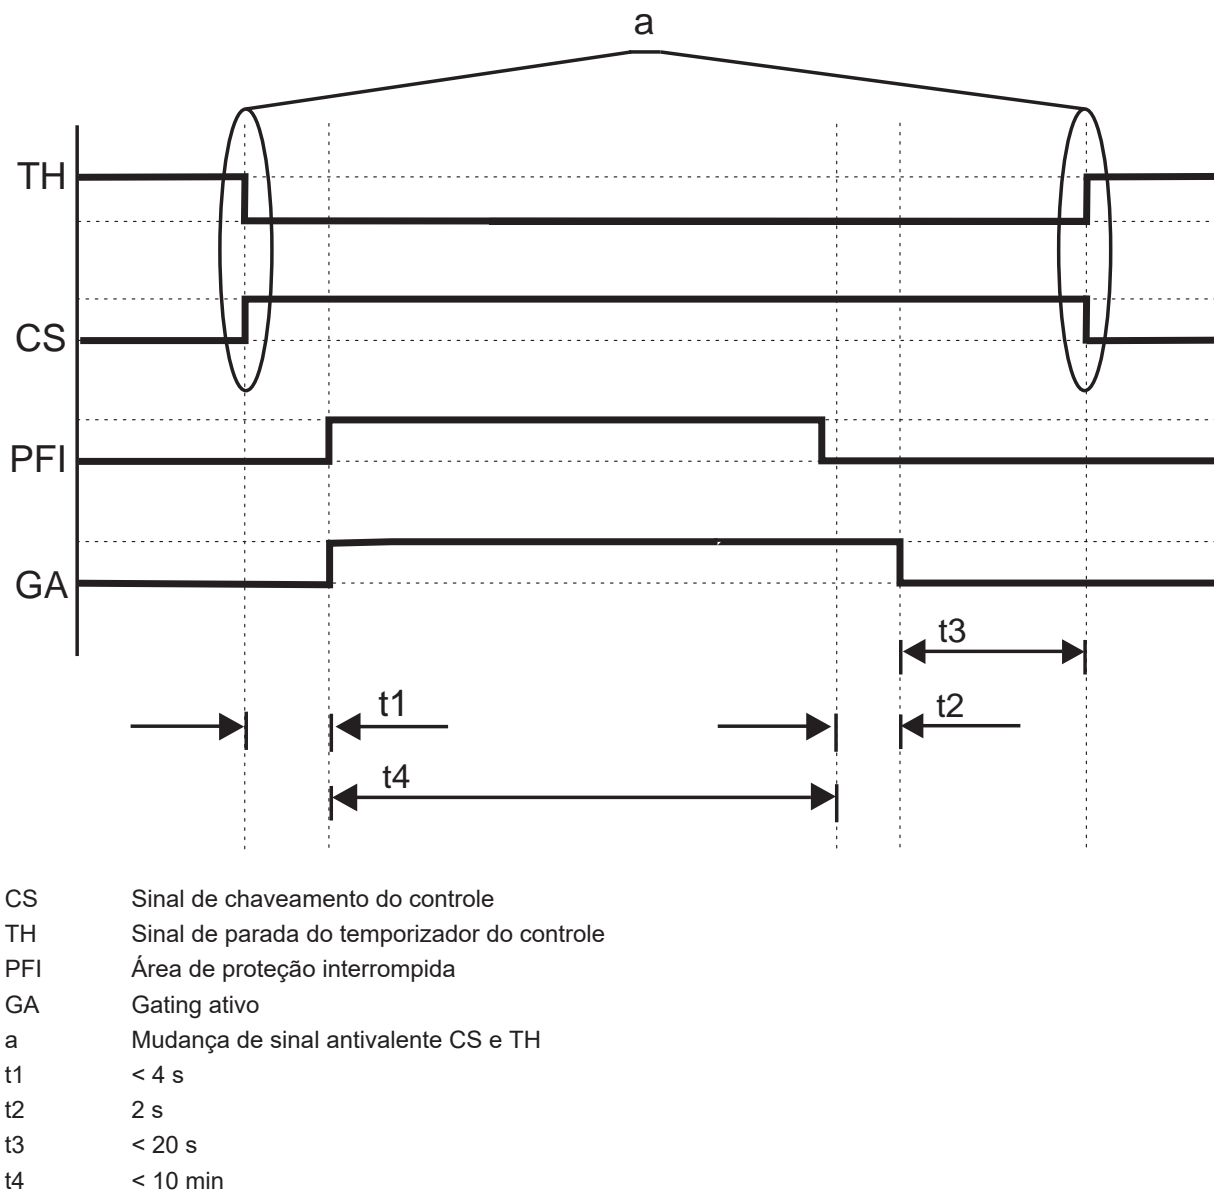 a
TH
CS
PFI
GA
t3
t1
t2
t4
CS Sinal de chaveamento do controle
TH Sinal de parada do temporizador do controle
PFI Área de proteção interrompida
GA Gating ativo
a Mudança de sinal antivalente CS e TH
t1 < 4 s
t2 2 s
t3 < 20 s
t4 < 10 min